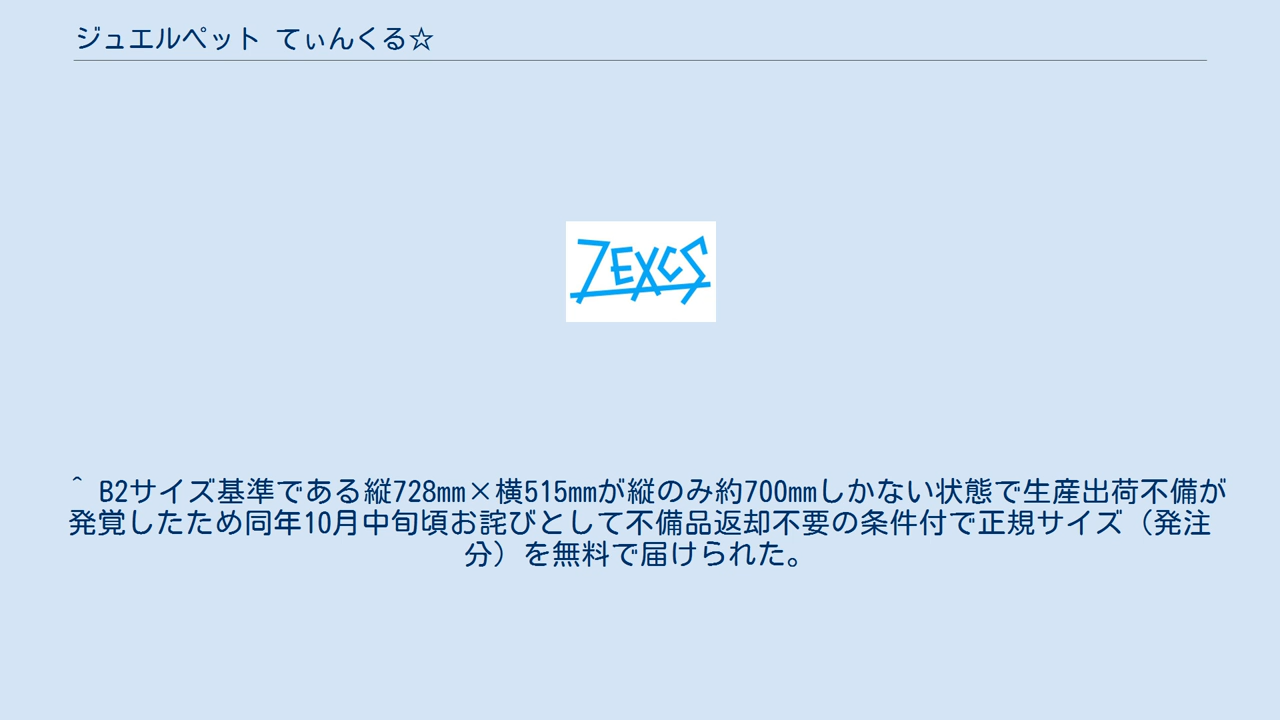 ジュエルペット てぃんくる☆
ZEXCS
^ B2サイズ基準である縦728㎜×横515㎜が縦のみ約700㎜しかない状態で生産出荷不備が
発覚したため同年10月中旬頃お詫びとして不備品返却不要の条件付で正規サイズ（発注
分）を無料で届けられた。